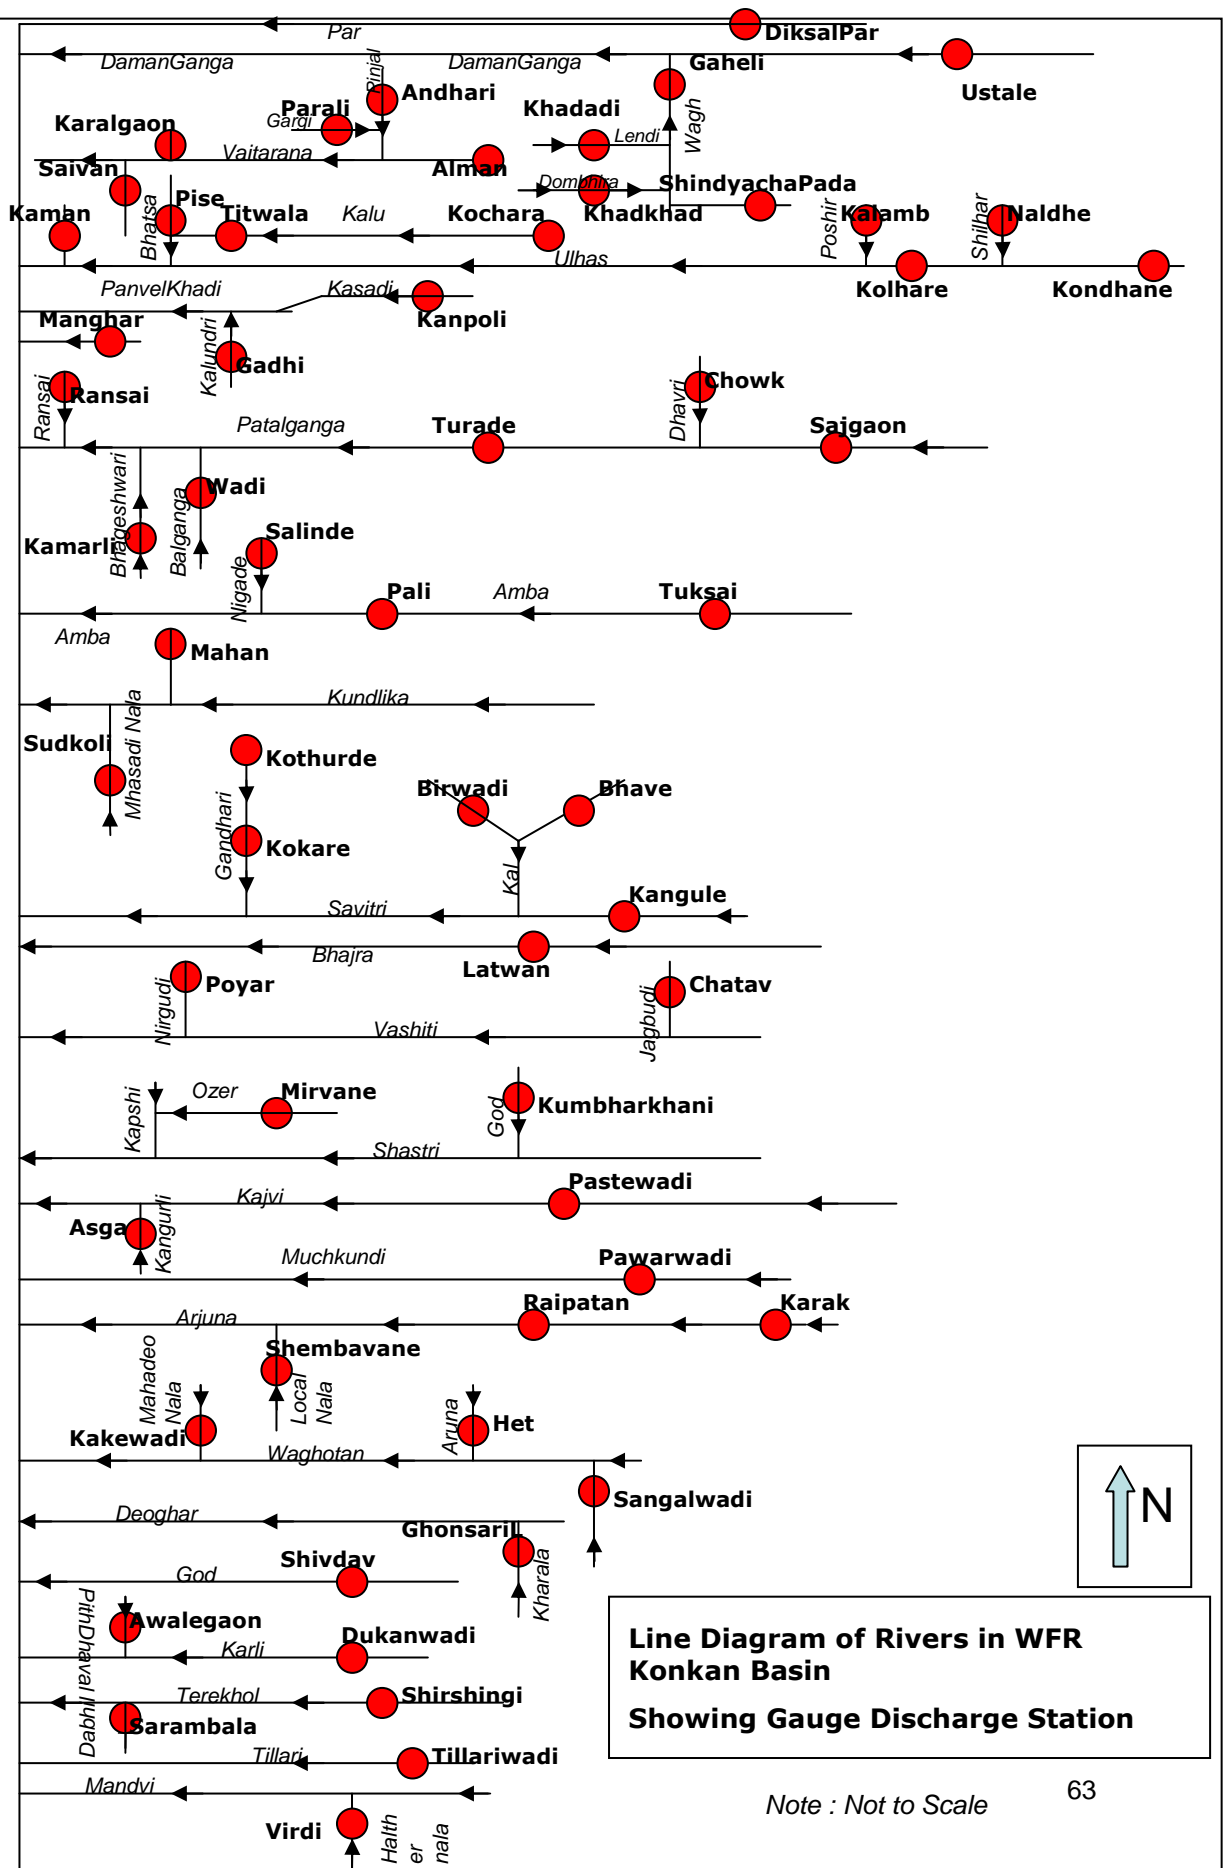 Par
DiksalPar
DamanGanga
DamanGanga
Gaheli
Ustale
Pinjal
Andhari
Parali
Gargi
Khadadi
Lendi
Wagh
Karalgaon
Vaitarana
Alman
Saivan
Dombhira
Khadkhad
ShindyachaPada
Kaman
Pise
Bhatsa
Titwala
Kalu
Kochara
Poshir
Kalamb
Shilhar
Naldhe
Ulhas
Kolhare
Kondhane
PanvelKhadi
Kasadi
Kanpoli
Manghar
Kalundri
Gadhi
Ransai
Ransai
Dhavri
Chowk
Patalganga
Turade
Sajgaon
Bhageshwari
Balganga
Wadi
Kamarli
Salinde
Nigade
Pali
Amba
Tuksai
Amba
Mahan
Kundlika
Sudkoli
Mhasadi Nala
Kothurde
Birwadi
Bhave
Gandhari
Kokare
Kal
Savitri
Kangule
Bhajra
Latwan
Nirgudi
Poyar
Jagbudi
Chatav
Vashiti
Kapshi
Ozer
Mirvane
God
Kumbharkhani
Shastri
Kajvi
Pastewadi
Asga
Kangurli
Muchkundi
Pawarwadi
Arjuna
Raipatan
Karak
Shembavane
Mahadeo
Nala
Local
Nala
Kakewadi
Aruna
Het
Waghotan
Sangalwadi
Deoghar
GhonsariL
Kharala
N
God
Shivdav
PithDhaval
Awalegaon
Karli
Dukanwadi
Terekhol
Shirshingi
Sarambala
Tillari
Tillariwadi
Mandvi
Virdi
Halth
er
nala
Line Diagram of Rivers in WFR
Konkan Basin
Showing Gauge Discharge Station
Note : Not to Scale
63